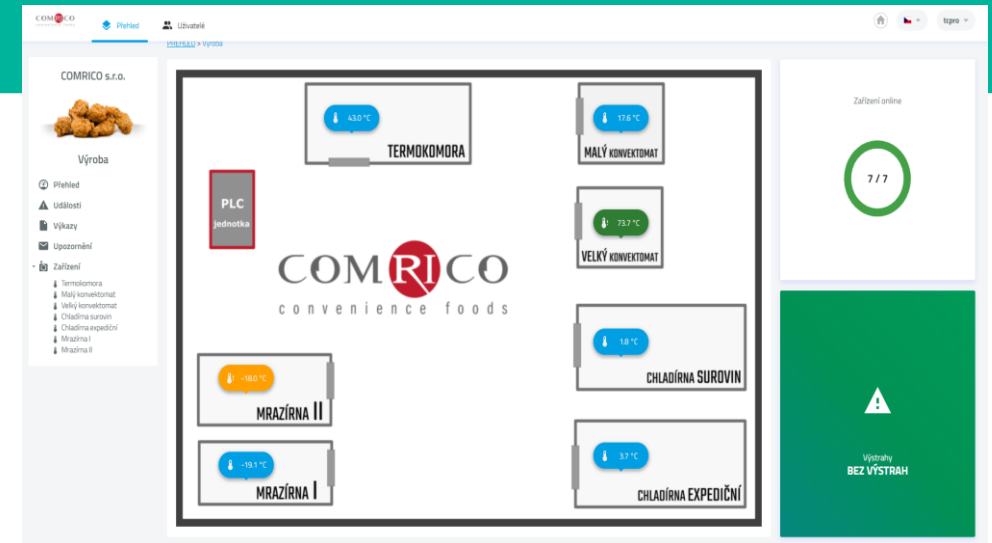 COMRICO
Přehled
Uživatelé
tcpro
PŘEHLED > Výroba
COMRICO s.r.o.
Výroba
Přehled
Události
Výkazy
Upozornění
Zařízení
Termokomora
Malý konvektomat
Velký konvektomat
Chladírna surovin
Chladírna expediční
Mrazírna I
Mrazírna II
43.0 °C
TERMOKOMORA
17.6 °C
MALÝ KONVEKTOMAT
PLC
jednotka
73.7 °C
VELKÝ KONVEKTOMAT
COMRICO
convenience foods
1.8 °C
CHLADÍRNA SUROVIN
-18.0 °C
MRAZÍRNA II
-19.1 °C
MRAZÍRNA I
3.7 °C
CHLADÍRNA EXPEDIČNÍ
Zařízení online
7 / 7
Výstrahy
BEZ VÝSTRAH